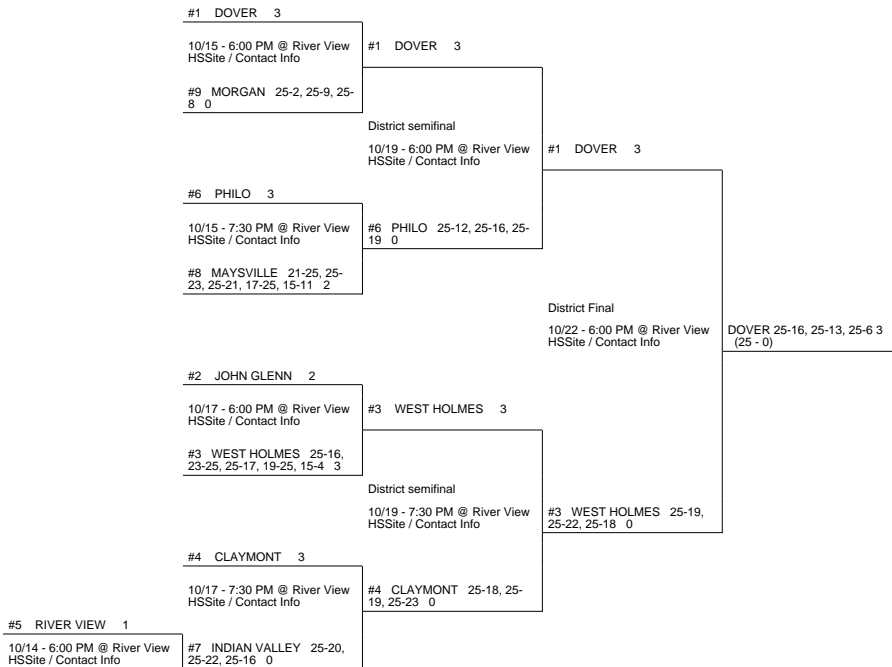 #1 DOVER 3
10/15 - 6:00 PM @ River View
HSSite / Contact Info
#9 MORGAN 25-2, 25-9, 25-
8 0
#1 DOVER 3
District semifinal
10/19 - 6:00 PM @ River View
HSSite / Contact Info
#6 PHILO 3
10/15 - 7:30 PM @ River View
HSSite / Contact Info
#8 MAYSVILLE 21-25, 25-
23, 25-21, 17-25, 15-11 2
#6 PHILO 25-12, 25-16, 25-
19 0
#1 DOVER 3
District Final
10/22 - 6:00 PM @ River View
HSSite / Contact Info
DOVER 25-16, 25-13, 25-6 3
(25 - 0)
#2 JOHN GLENN 2
10/17 - 6:00 PM @ River View
HSSite / Contact Info
#3 WEST HOLMES 25-16,
23-25, 25-17, 19-25, 15-4 3
#3 WEST HOLMES 3
District semifinal
10/19 - 7:30 PM @ River View
HSSite / Contact Info
#3 WEST HOLMES 25-19,
25-22, 25-18 0
#4 CLAYMONT 3
10/17 - 7:30 PM @ River View
HSSite / Contact Info
#4 CLAYMONT 25-18, 25-
19, 25-23 0
#5 RIVER VIEW 1
10/14 - 6:00 PM @ River View
HSSite / Contact Info
#7 INDIAN VALLEY 25-20,
25-22, 25-16 0